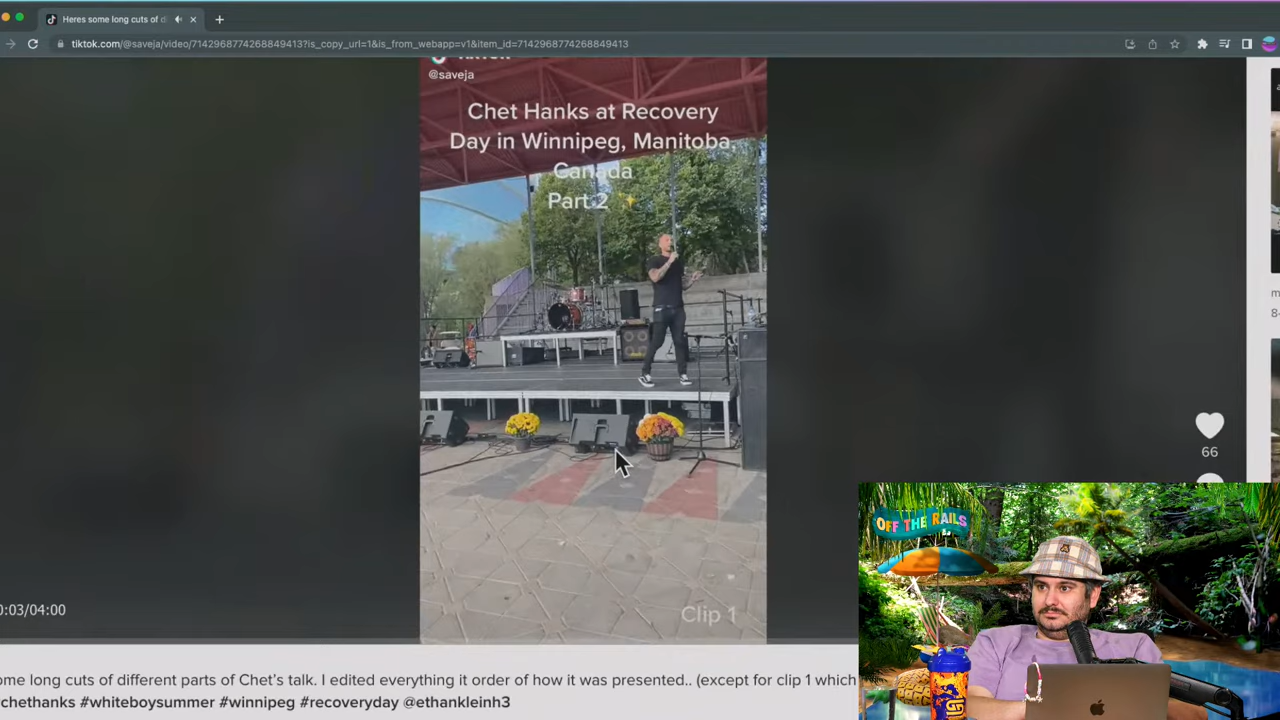 Heres some long cuts of d
tiktok.com/@saveja/video/7142968774268849413?is_copy_url=1&is_from_webapp=v1&item_id=7142968774268849413
@saveja
Chet Hanks at Recovery
Day in Winnipeg, Manitoba,
Canada
Part 2 ✨
66
OFF THE RAILS
Clip 1
0:03/04:00
ome long cuts of different parts of Chet's talk. I edited everything it order of how it was presented.. (except for clip 1 which
chethanks #whiteboysummer #winnipeg #recoveryday @ethankleinh3